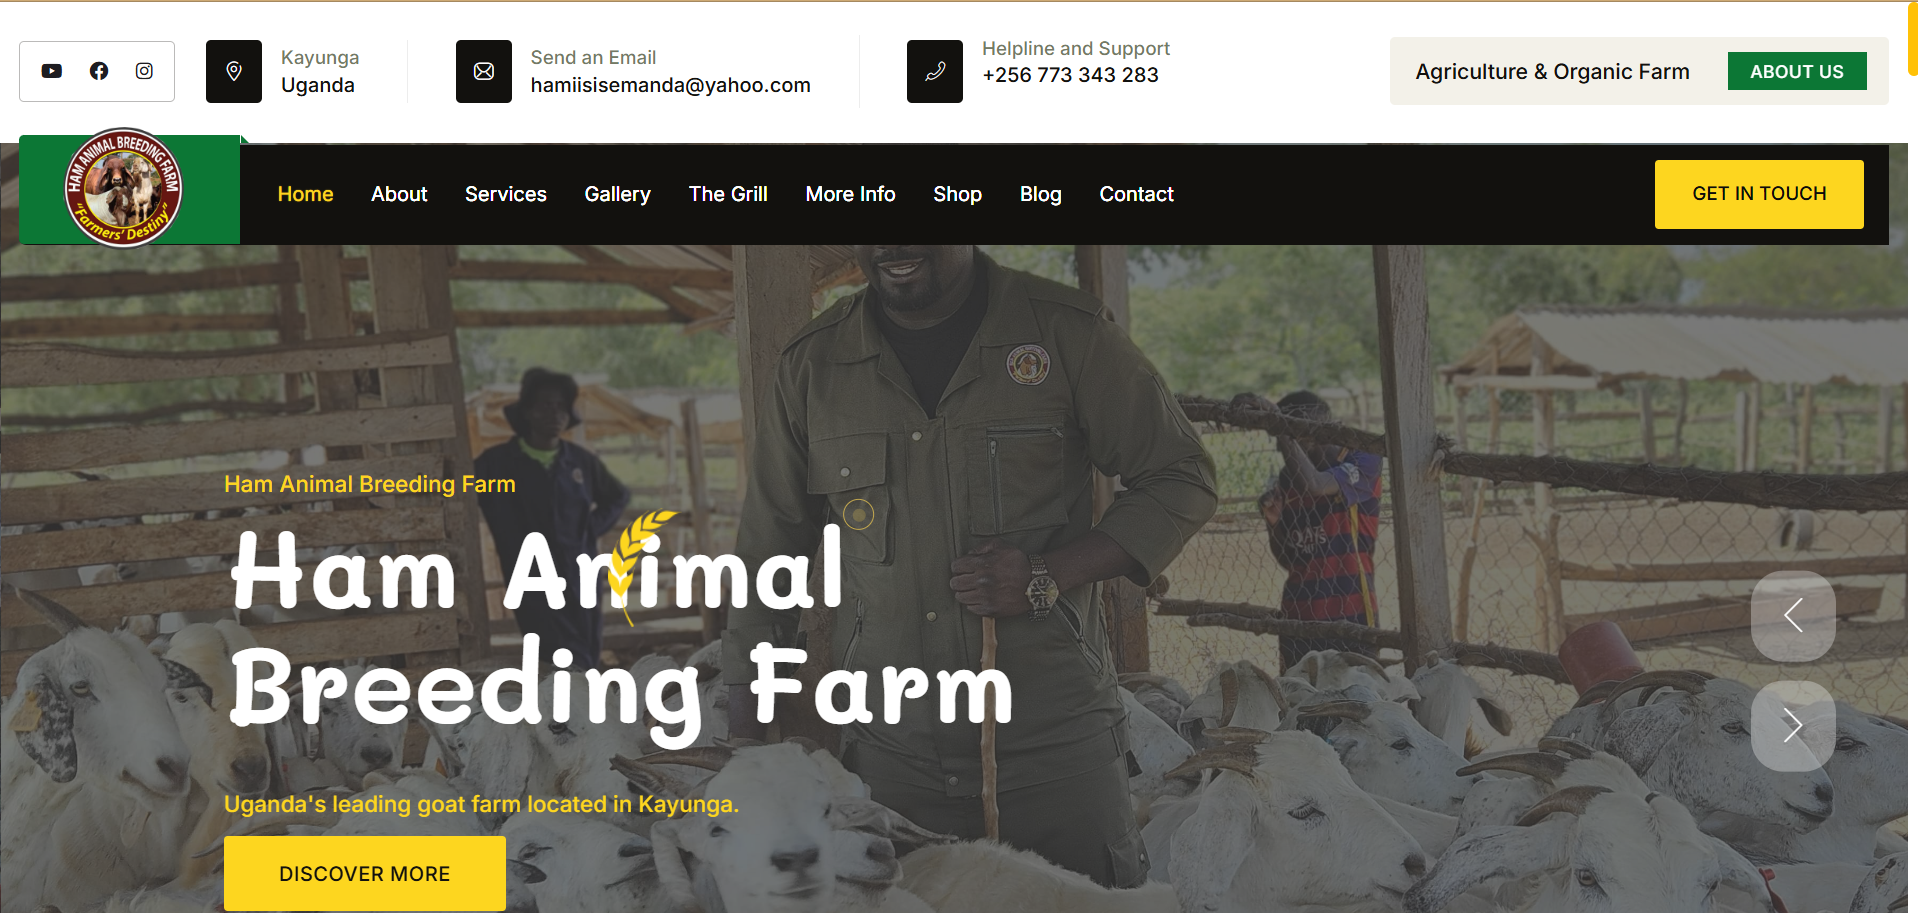 Kayunga
Uganda
Send an Email
hamiisisemanda@yahoo.com
Helpline and Support
+256 773 343 283
Agriculture & Organic Farm
ABOUT US
HAM ANIMAL BREEDING FARM
"Farmers' Destiny"
Home
About
Services
Gallery
The Grill
More Info
Shop
Blog
Contact
GET IN TOUCH
Ham Animal Breeding Farm
Ham Animal
Breeding Farm
Uganda's leading goat farm located in Kayunga.
DISCOVER MORE